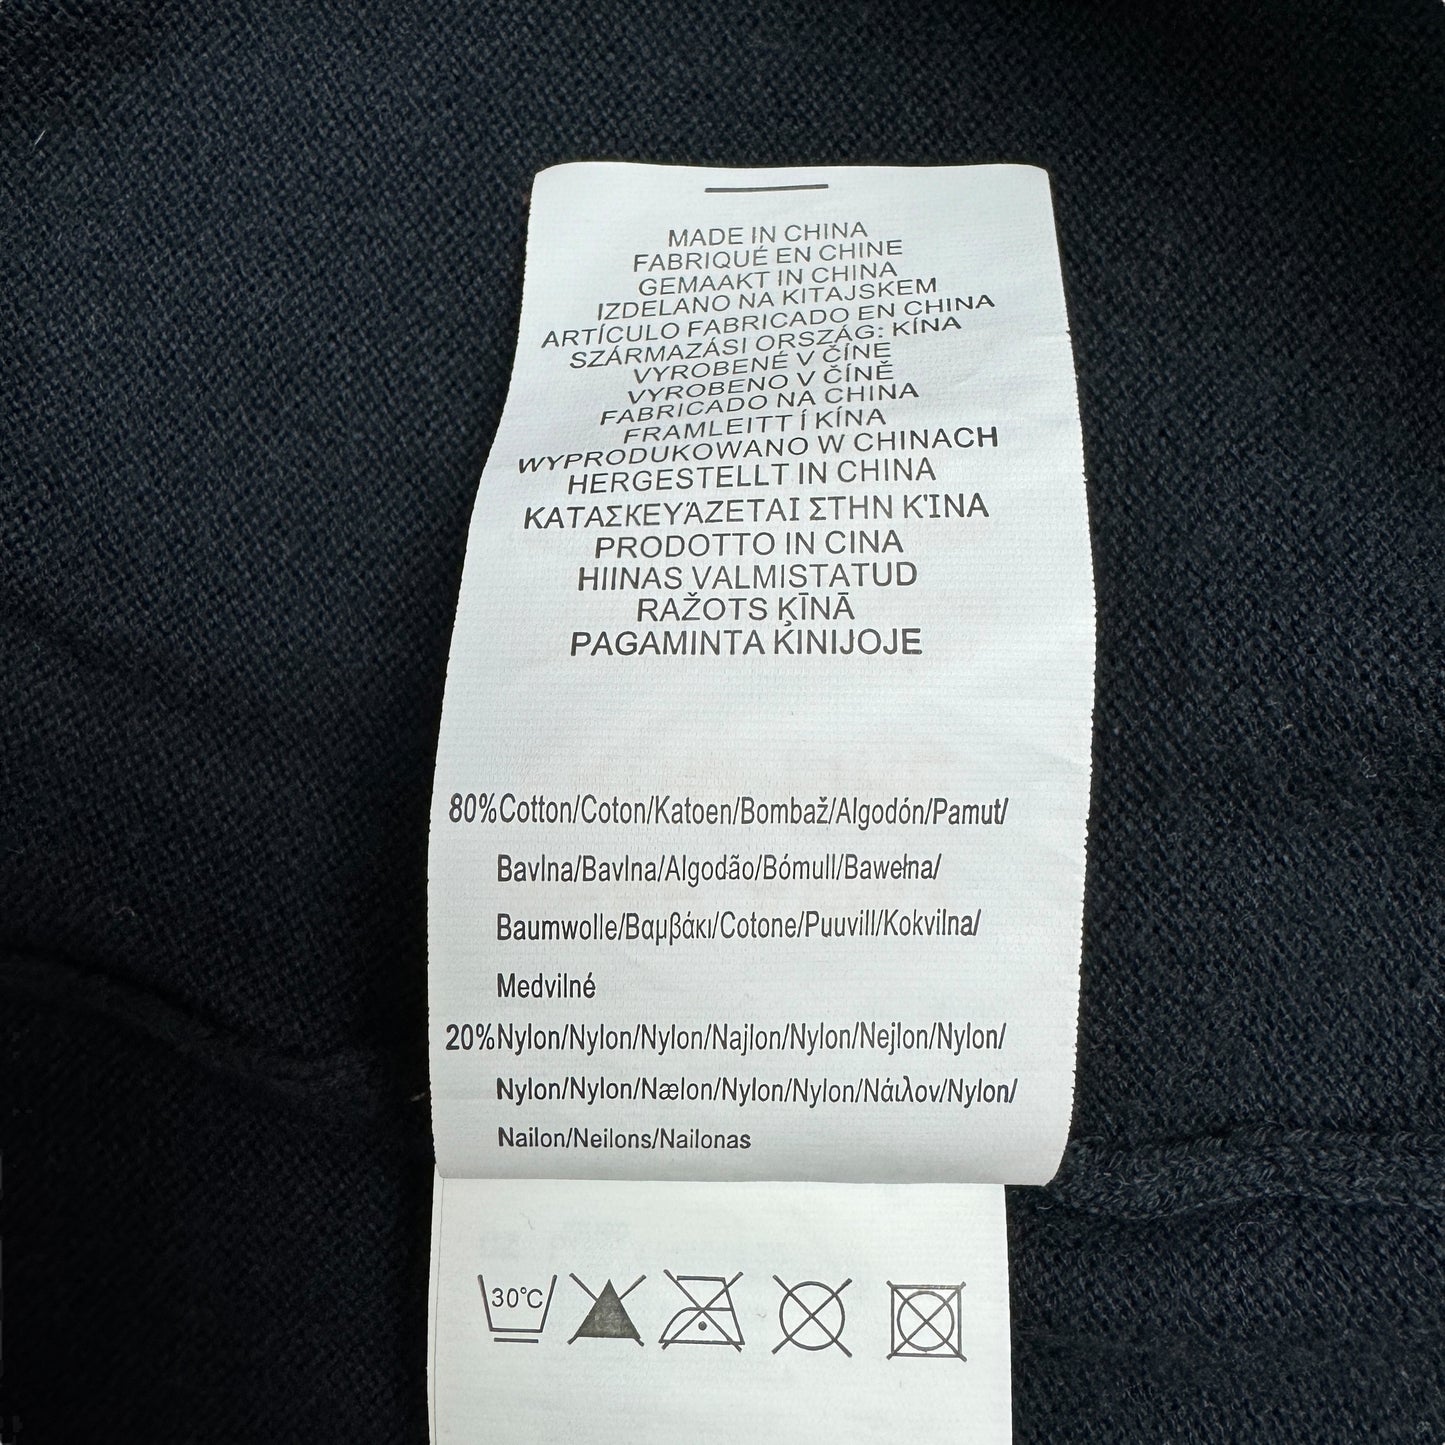 MADE IN CHINA
FABRIQUÉ EN CHINE
GEMAAKT IN CHINA
IZDELANO NA KITAJSKEM
ARTÍCULO FABRICADO EN CHINA
SZÁRMAZÁSI ORSZÁG: KÍNA
VYROBENÉ V ČÍNE
VYROBENO V ČÍNĚ
FABRICADO NA CHINA
FRAMLEITT Í KÍNA
WYPRODUKOWANO W CHINACH
HERGESTELLT IN CHINA
ΚΑΤΑΣΚΕΥΆΖΕΤΑΙ ΣΤΗΝ Κ'ΙΝΑ
PRODOTTO IN CINA
HIINAS VALMISTATUD
RAŽOTS ĶĪNĀ
PAGAMINTA KINIJOJE
80%Cotton/Coton/Katoen/Bombaž/Algodón/Pamut/
Bavlna/Bavlna/Algodão/Bómull/Bawełna/
Baumwolle/Βαμβάκι/Cotone/Puuvill/Kokvilna/
Medvilné
20%Nylon/Nylon/Nylon/Najlon/Nylon/Nejlon/Nylon/
Nylon/Nylon/Nælon/Nylon/Nylon/Νάιλον/Nylon/
Nailon/Neilons/Nailonas
30°C